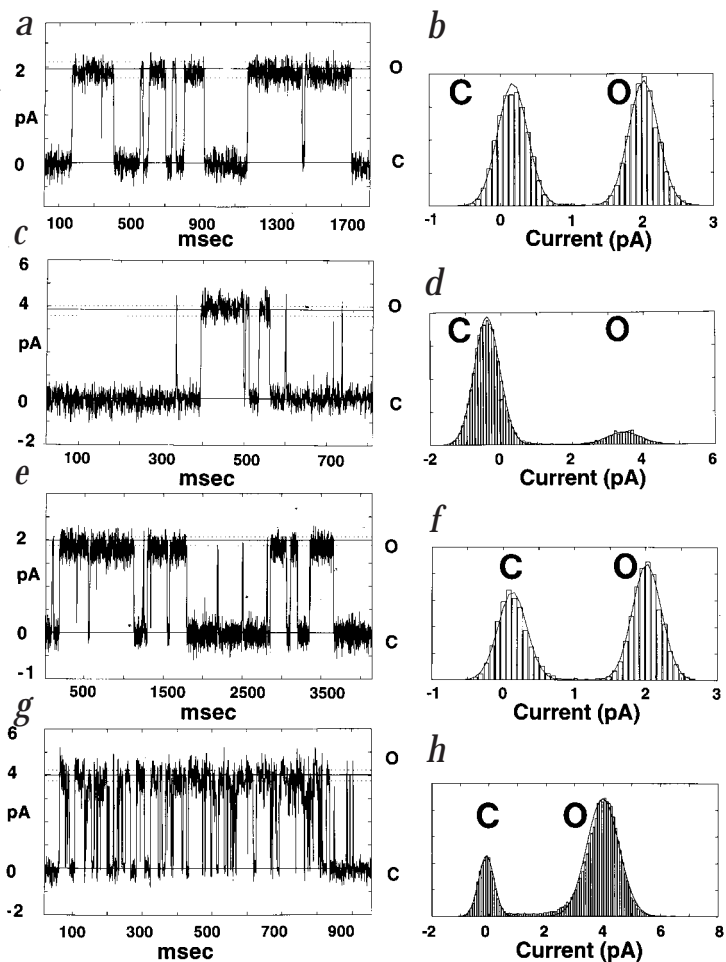 a
2
pA
0
O
C
100 500 900 1300 1700
msec
b
C O
-1 0 1 2 3
Current (pA)
c
6
4
pA
0
-2
O
C
100 300 500 700
msec
d
C O
-2 0 2 4 6
Current (pA)
e
2
pA
0
-1
O
C
500 1500 2500 3500
msec
f
C O
-1 0 1 2 3
Current (pA)
g
6
4
pA
0
-2
O
C
100 300 500 700 900
msec
h
C O
-2 0 2 4 6 8
Current (pA)